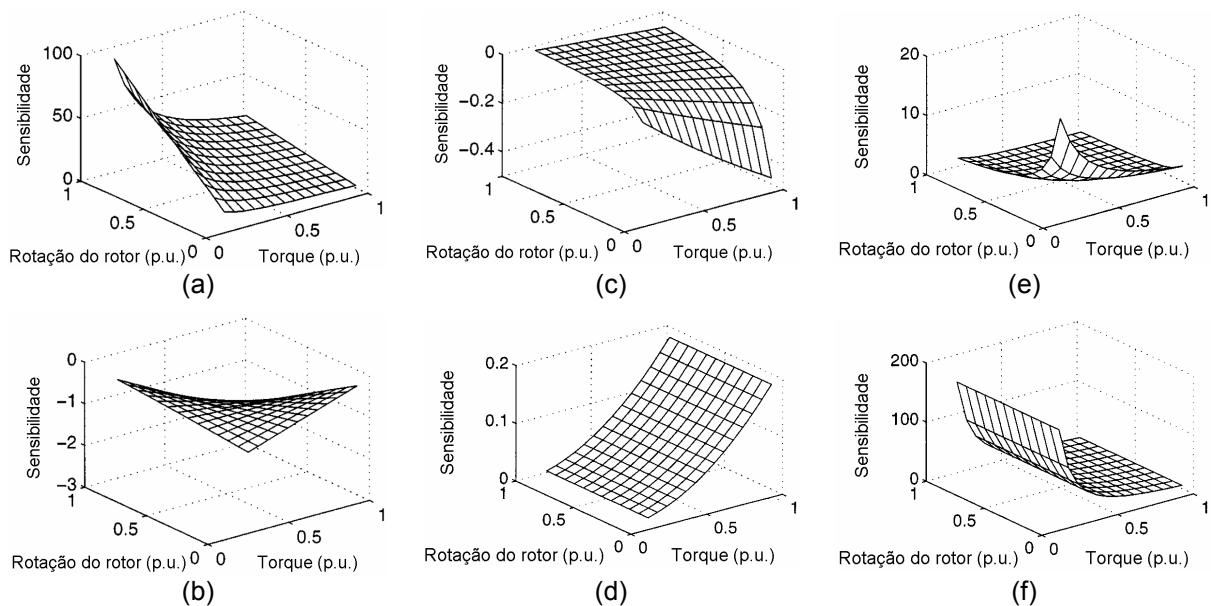 100
50
0
1
0.5
0
0
0.5
1
Sensibilidade
Rotação do rotor (p.u.)
Torque (p.u.)
(a)
0
−0.2
−0.4
1
0.5
0
0
0.5
1
Sensibilidade
Rotação do rotor (p.u.)
Torque (p.u.)
(c)
20
10
0
1
0.5
0
0
0.5
1
Sensibilidade
Rotação do rotor (p.u.)
Torque (p.u.)
(e)
0
−1
−2
−3
1
0.5
0
0
0.5
1
Sensibilidade
Rotação do rotor (p.u.)
Torque (p.u.)
(b)
0.2
0.1
0
1
0.5
0
0
0.5
1
Sensibilidade
Rotação do rotor (p.u.)
Torque (p.u.)
(d)
200
100
0
1
0.5
0
0
0.5
1
Sensibilidade
Rotação do rotor (p.u.)
Torque (p.u.)
(f)